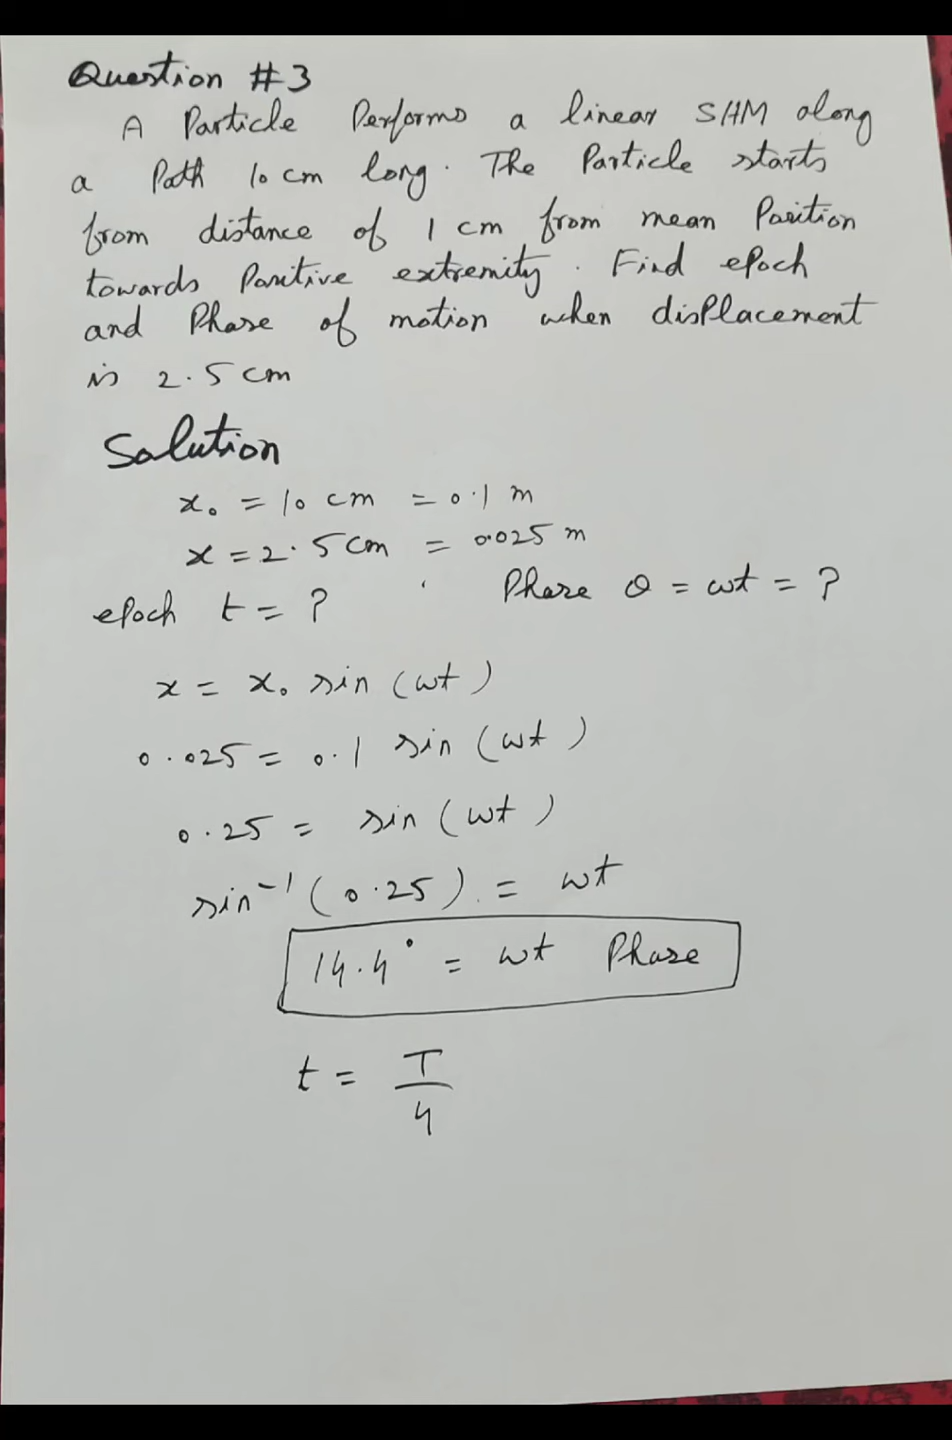 Question #3
A Particle Performs a linear SHM along
a Path 10 cm long. The Particle starts
from distance of 1 cm from mean Position
towards Positive extremity. Find epoch
and Phase of motion when displacement
is 2.5 cm
Solution
x₀ = 10 cm = 0.1 m
x = 2.5 cm = 0.025 m
epoch t = ? Phase θ = ωt = ?
x = x₀ sin (ωt)
0.025 = 0.1 sin (ωt)
0.25 = sin (ωt)
sin⁻¹ (0.25) = ωt
14.4° = ωt Phase
t = T/4